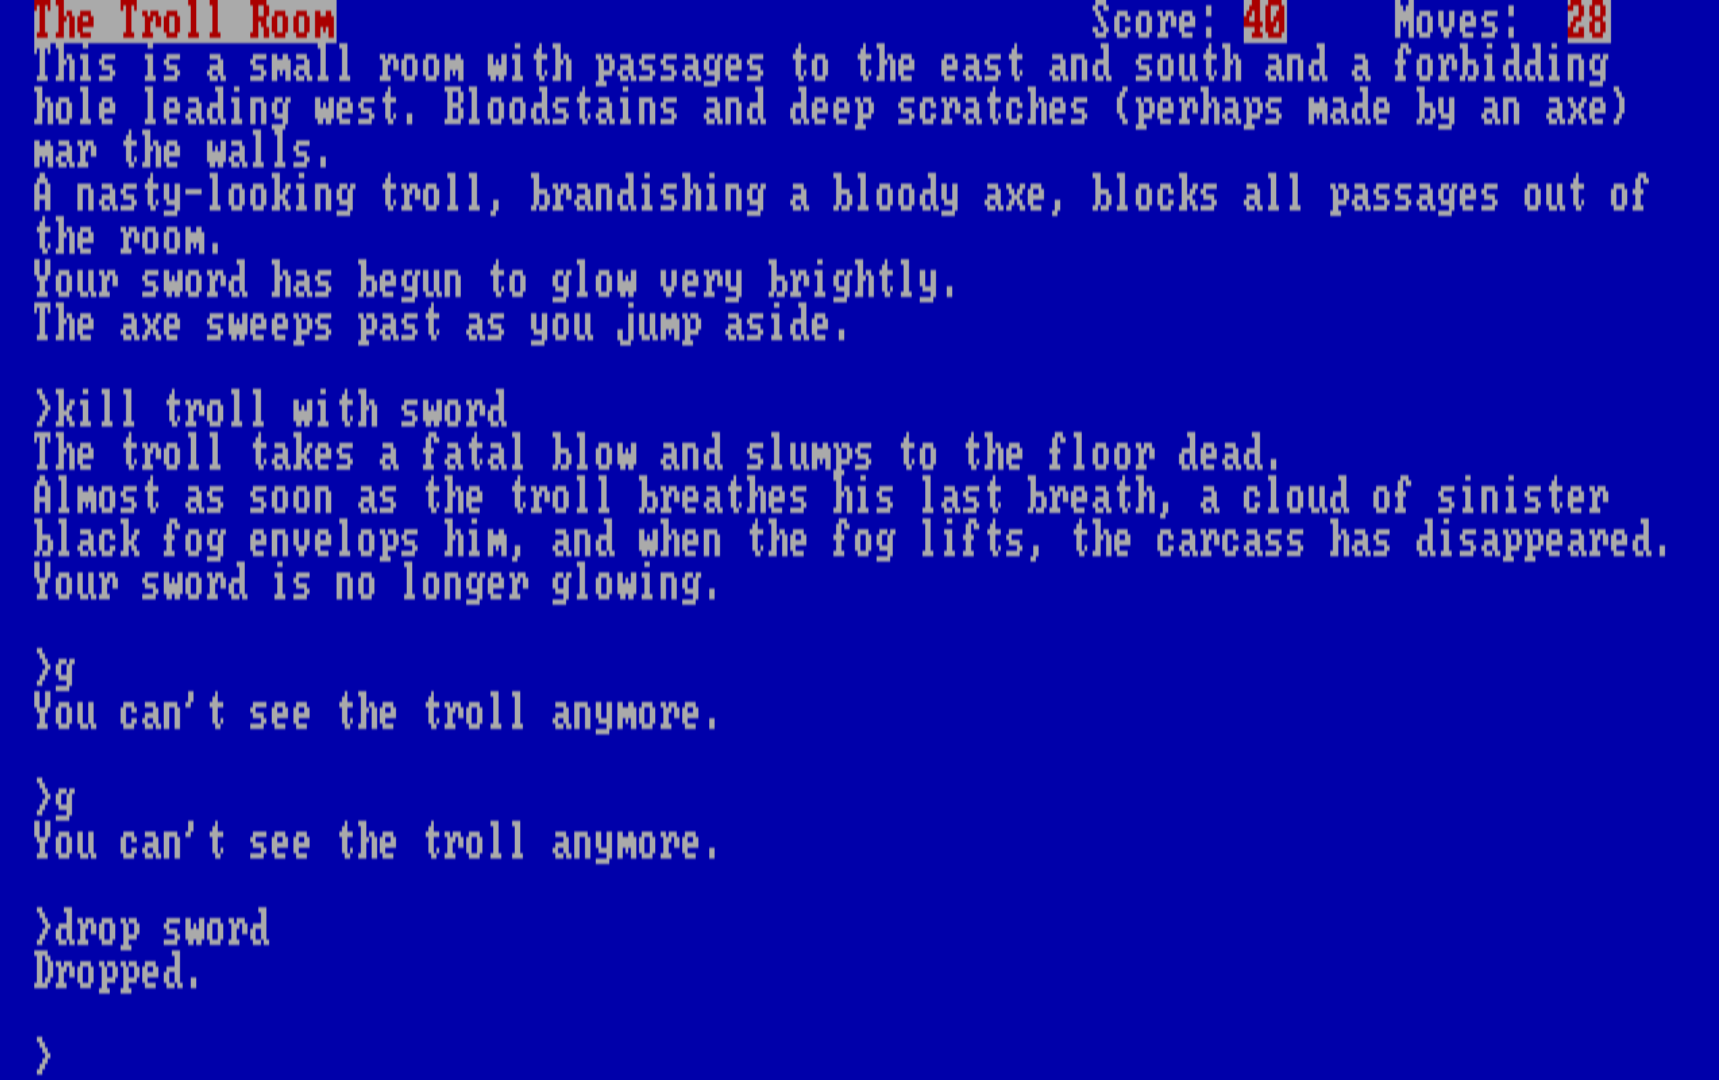 The Troll Room Score: 40 Moves: 28
This is a small room with passages to the east and south and a forbidding
hole leading west. Bloodstains and deep scratches (perhaps made by an axe)
mar the walls.
A nasty-looking troll, brandishing a bloody axe, blocks all passages out of
the room.
Your sword has begun to glow very brightly.
The axe sweeps past as you jump aside.
>kill troll with sword
The troll takes a fatal blow and slumps to the floor dead.
Almost as soon as the troll breathes his last breath, a cloud of sinister
black fog envelops him, and when the fog lifts, the carcass has disappeared.
Your sword is no longer glowing.
>g
You can't see the troll anymore.
>g
You can't see the troll anymore.
>drop sword
Dropped.
>